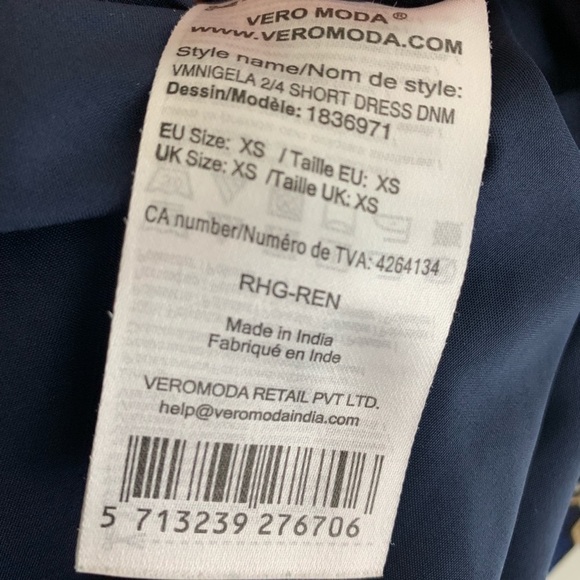 VERO MODA ®
www.VEROMODA.COM
Style name/Nom de style:
VMNIGELA 2/4 SHORT DRESS DNM
Dessin/Modèle: 1836971
EU Size: XS / Taille EU: XS
UK Size: XS /Taille UK: XS
CA number/Numéro de TVA: 4264134
RHG-REN
Made in India
Fabriqué en Inde
VEROMODA RETAIL PVT LTD.
help@veromodaindia.com
5 713239 276706